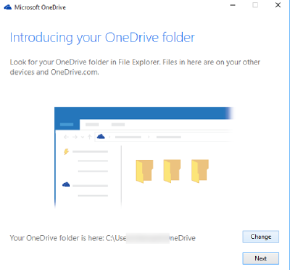 Microsoft OneDrive
Introducing your OneDrive folder
Look for your OneDrive folder in File Explorer. Files in here are on your other
devices and OneDrive.com.
Your OneDrive folder is here: C:\Use neDrive
Change
Next